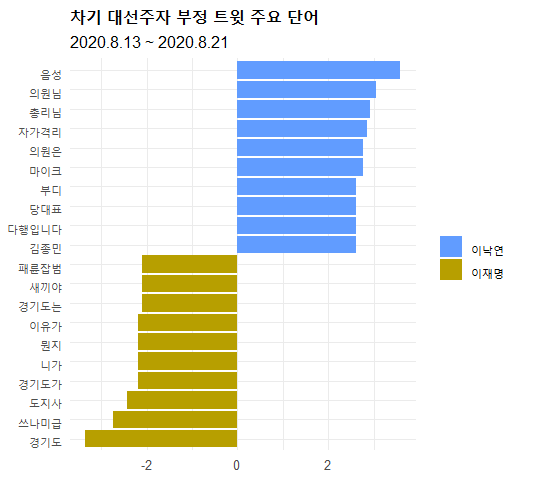 차기 대선주자 부정 트윗 주요 단어
2020.8.13 ~ 2020.8.21
음성
의원님
총리님
자가격리
의원은
마이크
부디
당대표
다행입니다
김종민
패륜잡범
새끼야
경기도는
이유가
뭔지
니가
경기도가
도지사
쓰나미급
경기도
-2
0
2
이낙연
이재명